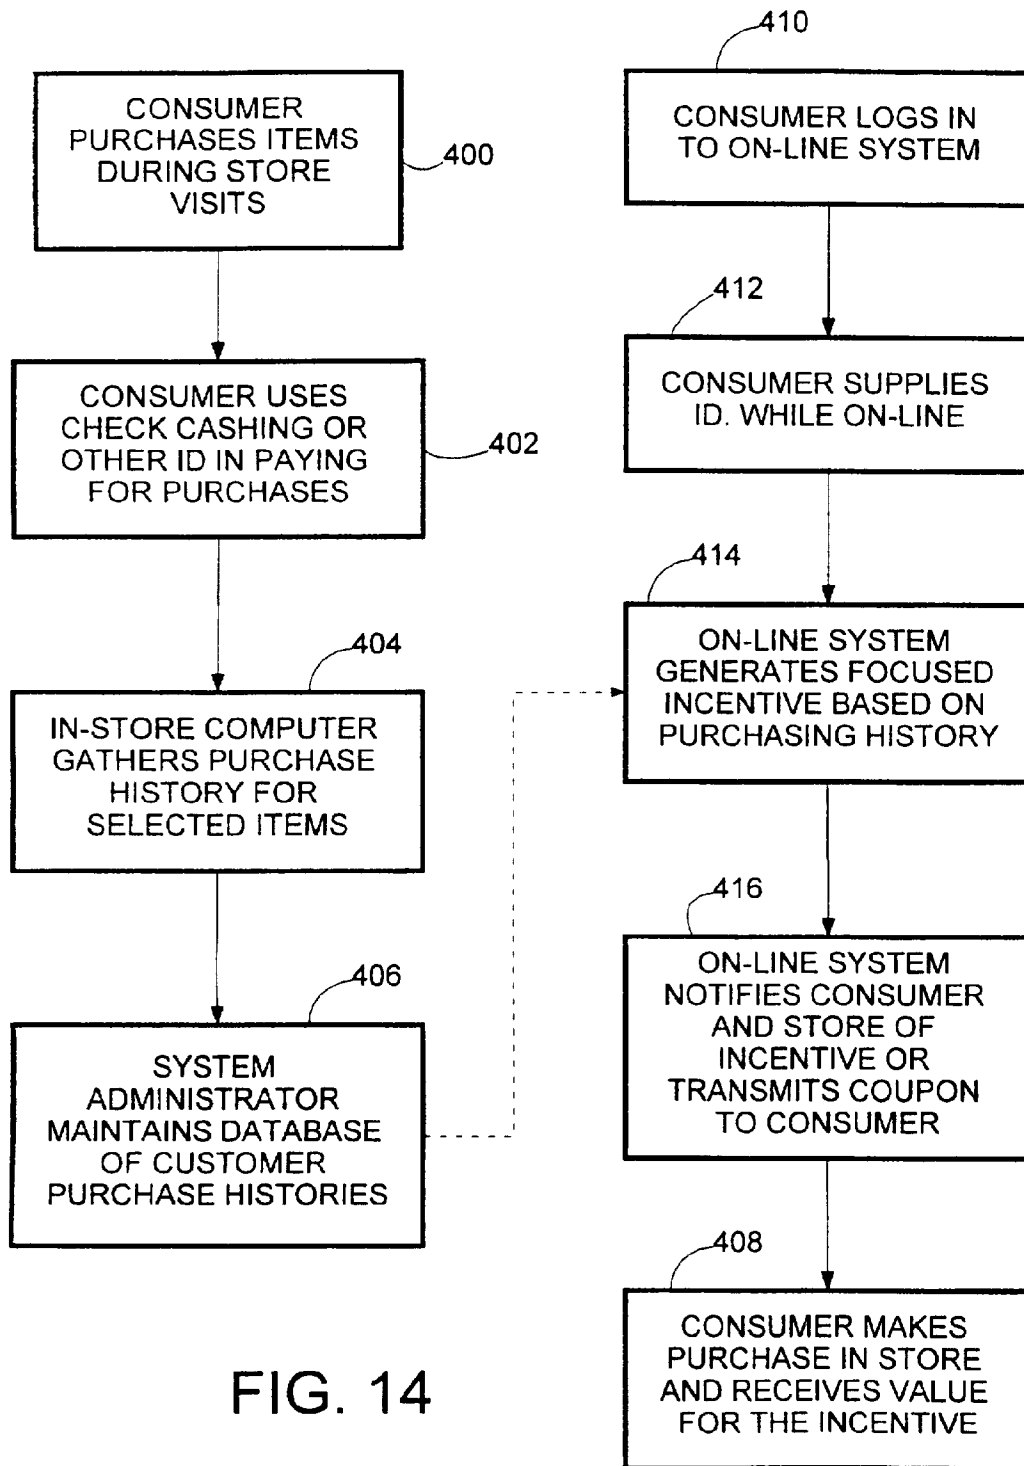 CONSUMER
PURCHASES ITEMS
DURING STORE
VISITS
400
CONSUMER USES
CHECK CASHING OR
OTHER ID IN PAYING
FOR PURCHASES
402
404
IN-STORE COMPUTER
GATHERS PURCHASE
HISTORY FOR
SELECTED ITEMS
406
SYSTEM
ADMINISTRATOR
MAINTAINS DATABASE
OF CUSTOMER
PURCHASE HISTORIES
410
CONSUMER LOGS IN
TO ON-LINE SYSTEM
412
CONSUMER SUPPLIES
ID. WHILE ON-LINE
414
ON-LINE SYSTEM
GENERATES FOCUSED
INCENTIVE BASED ON
PURCHASING HISTORY
416
ON-LINE SYSTEM
NOTIFIES CONSUMER
AND STORE OF
INCENTIVE OR
TRANSMITS COUPON
TO CONSUMER
408
CONSUMER MAKES
PURCHASE IN STORE
AND RECEIVES VALUE
FOR THE INCENTIVE
FIG. 14